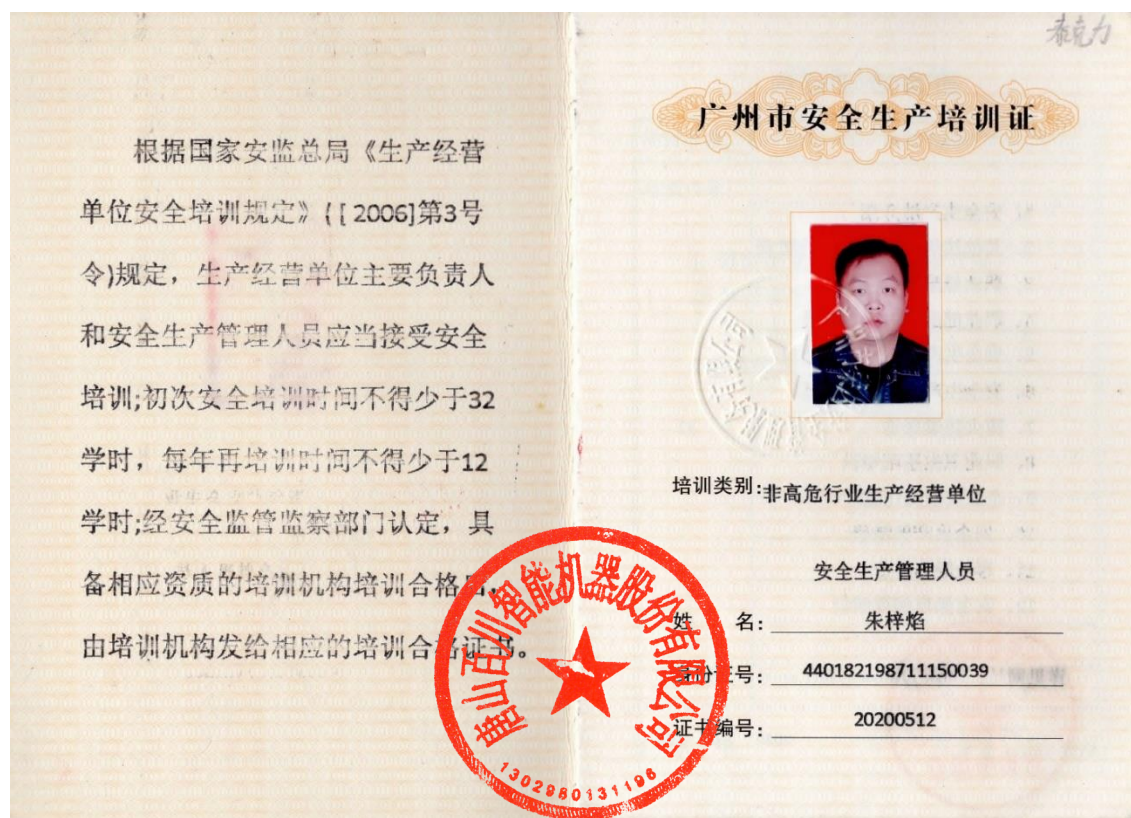 根据国家安监总局《生产经营
单位安全培训规定》([ 2006]第3号
令)规定，生产经营单位主要负责人
和安全生产管理人员应当接受安全
培训;初次安全培训时间不得少于32
学时，每年再培训时间不得少于12
学时;经安全监管监察部门认定，具
备相应资质的培训机构培训合格后,
由培训机构发给相应的培训合格证书。
泰克力
广州市安全生产培训证
培训类别:非高危行业生产经营单位
安全生产管理人员
姓 名: 朱梓焰
身份证号: 440182198711150039
证书编号: 20200512
唐山百川智能机器股份有限公司
1302980131196